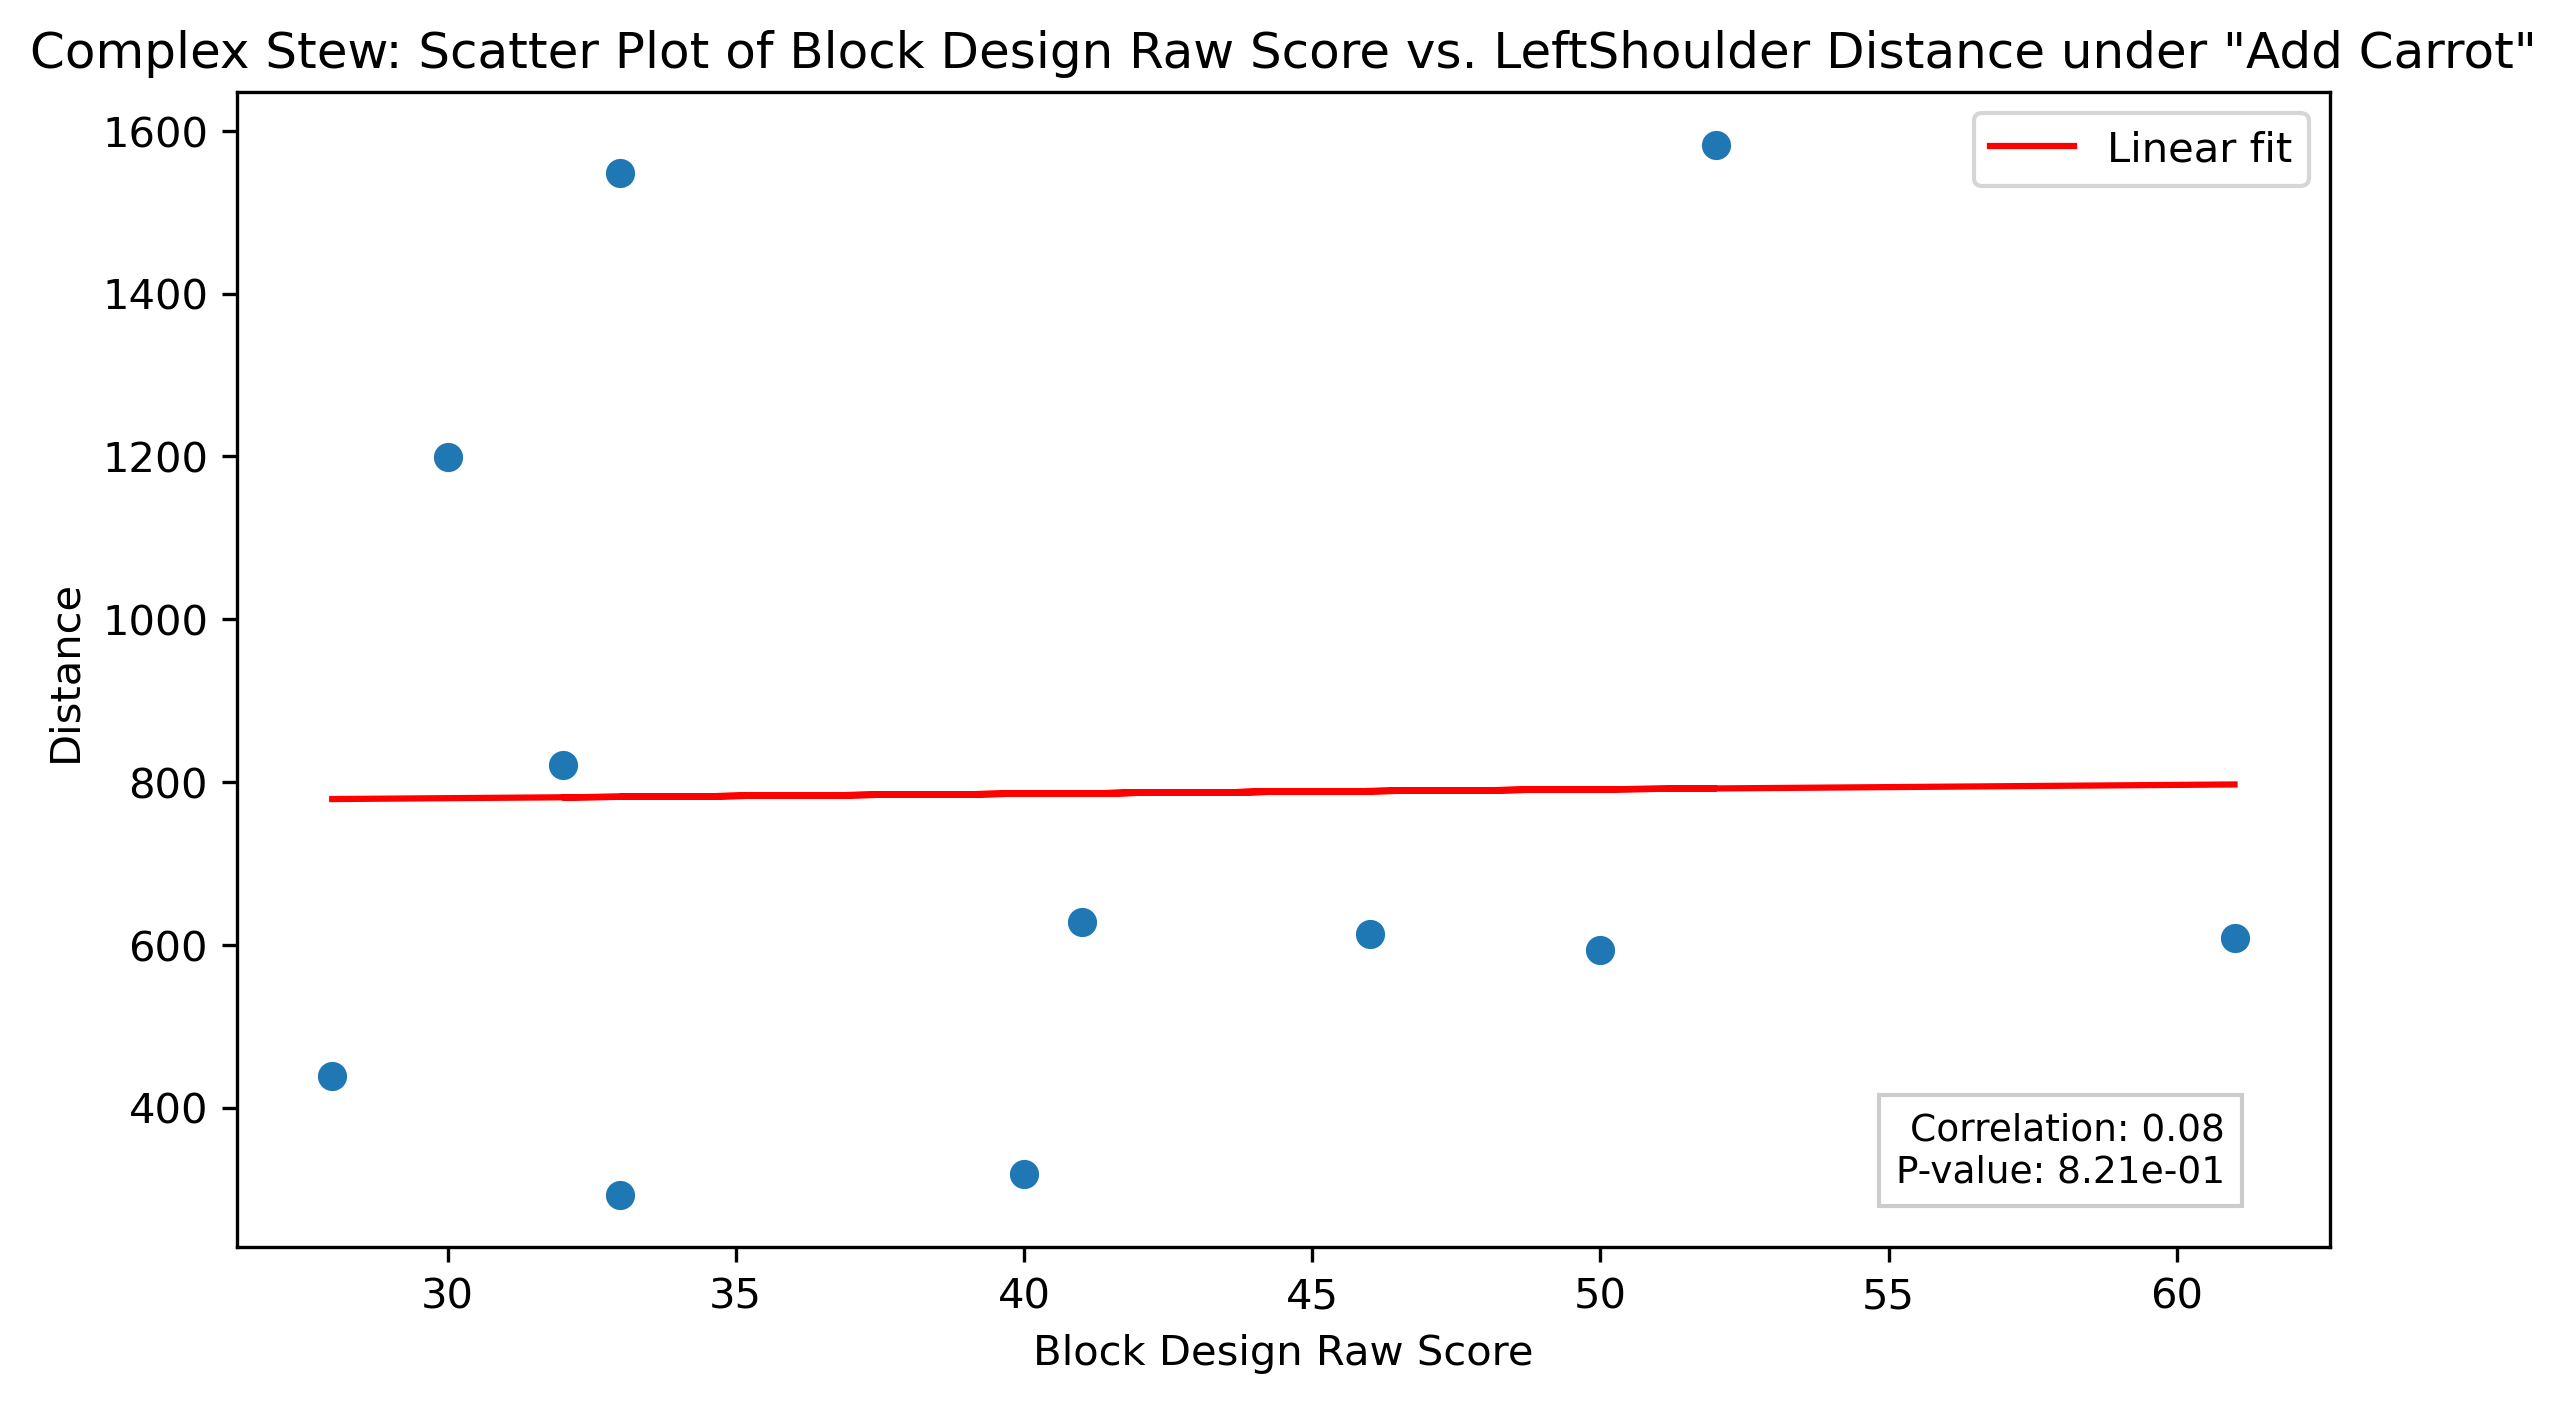 Complex Stew: Scatter Plot of Block Design Raw Score vs. LeftShoulder Distance under "Add Carrot"
Linear fit
1600
1400
1200
1000
800
600
400
Distance
Correlation: 0.08
P-value: 8.21e-01
30
35
40
45
50
55
60
Block Design Raw Score